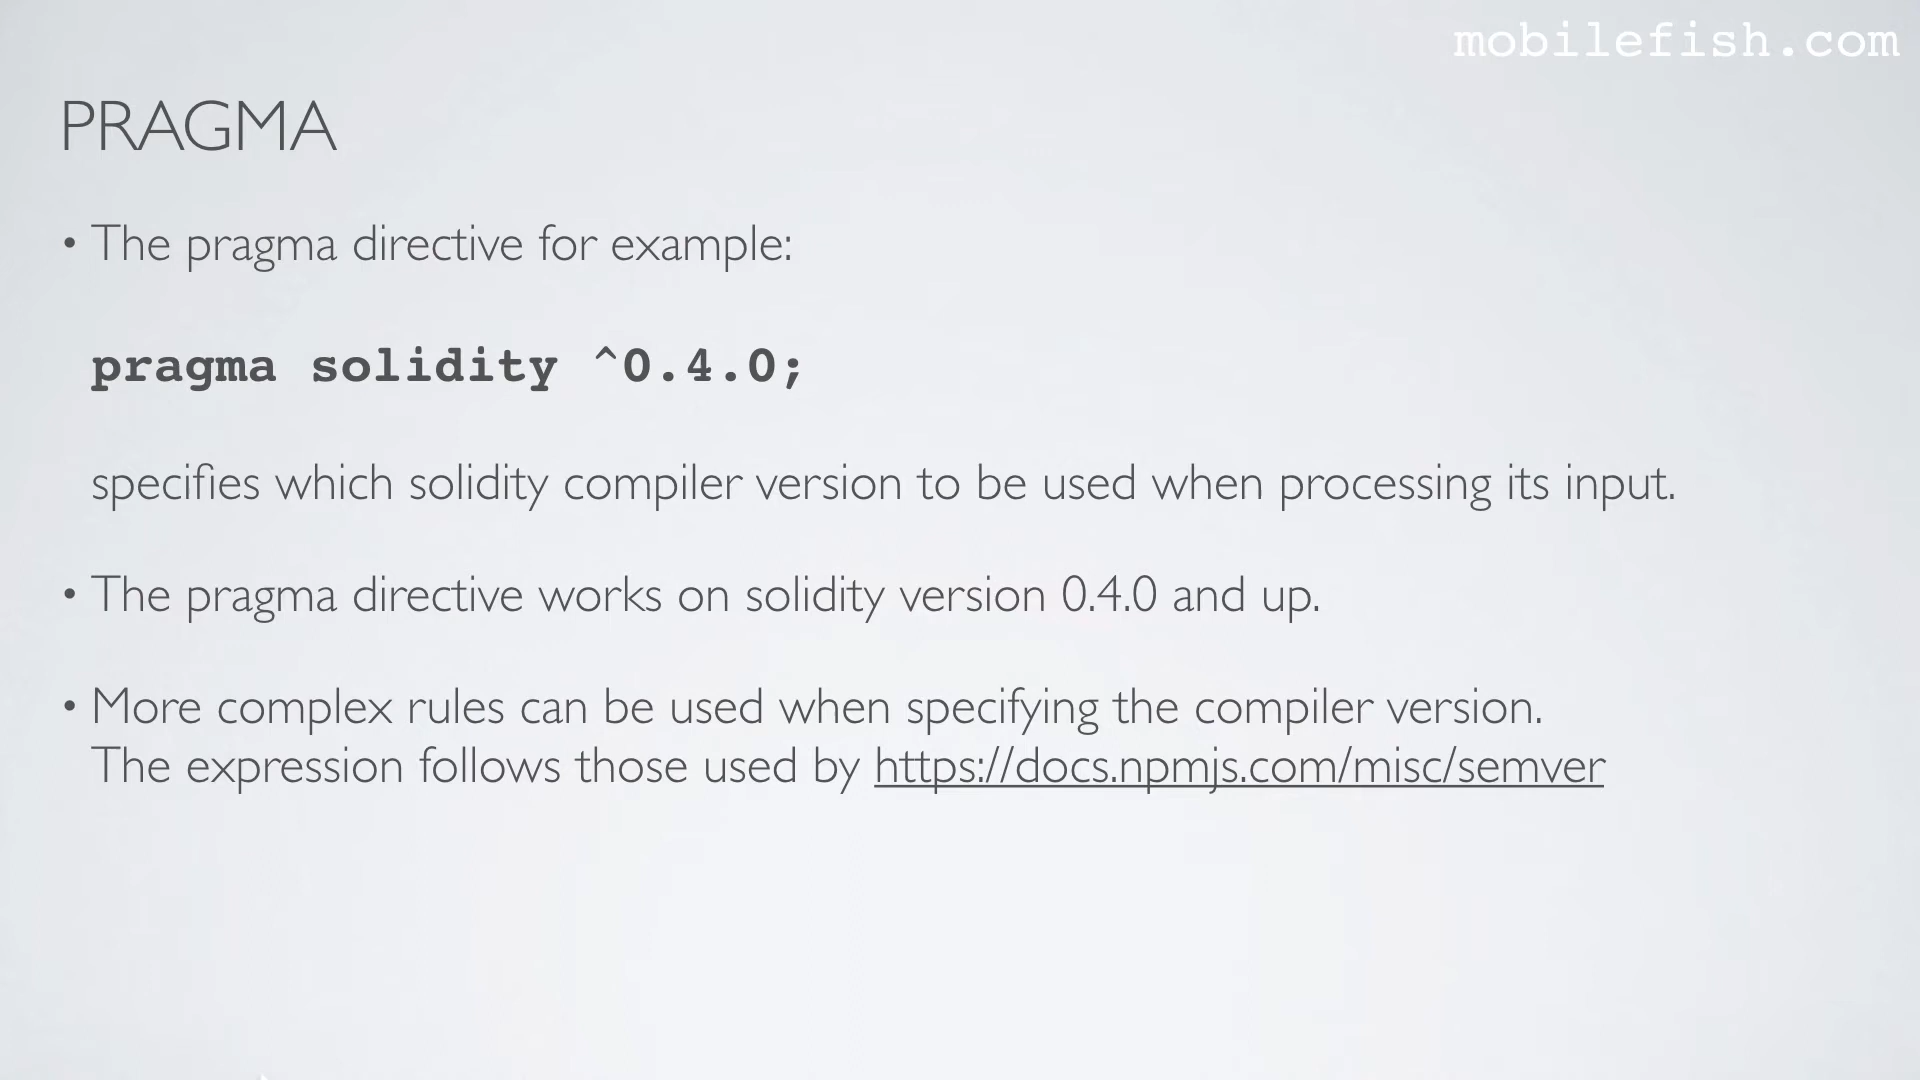 mobilefish.com
PRAGMA
• The pragma directive for example:
pragma solidity ^0.4.0;
specifies which solidity compiler version to be used when processing its input.
• The pragma directive works on solidity version 0.4.0 and up.
• More complex rules can be used when specifying the compiler version.
The expression follows those used by https://docs.npmjs.com/misc/semver